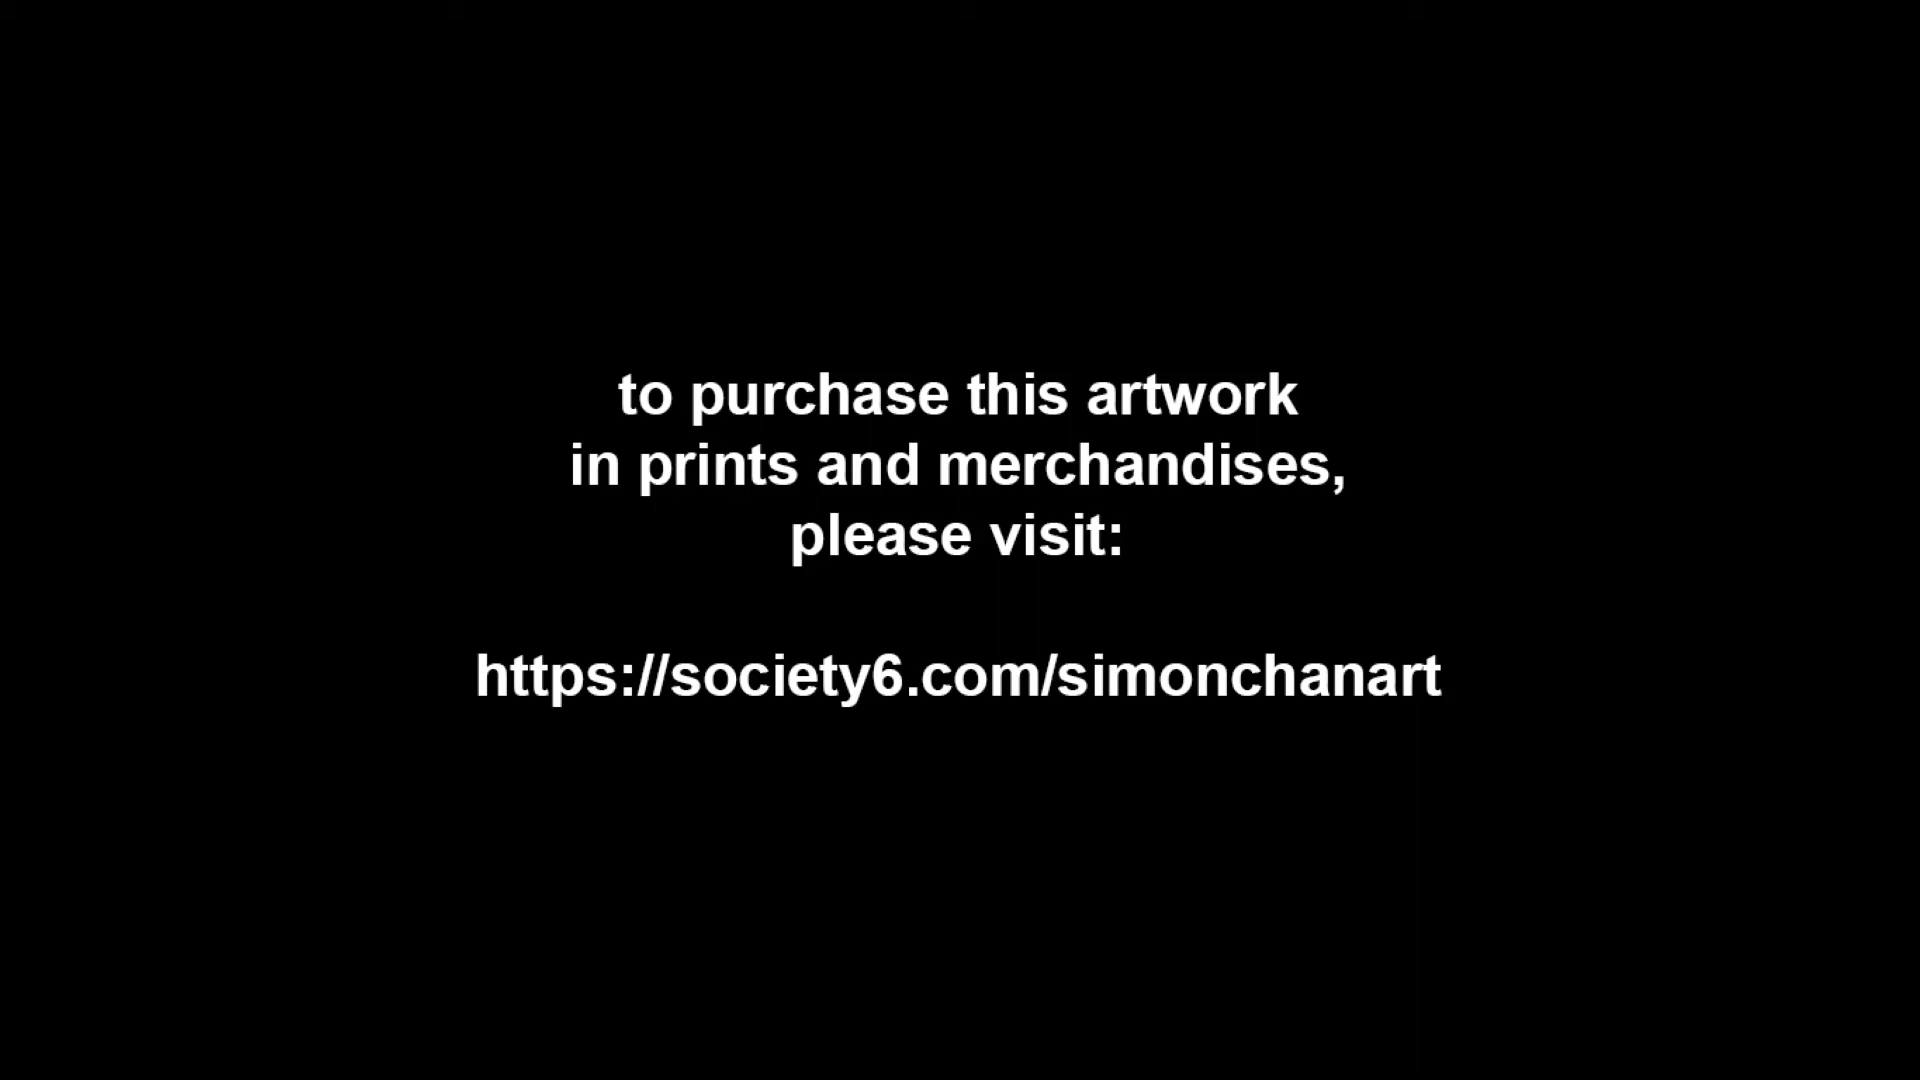 to purchase this artwork
in prints and merchandises,
please visit:
https://society6.com/simonchanart